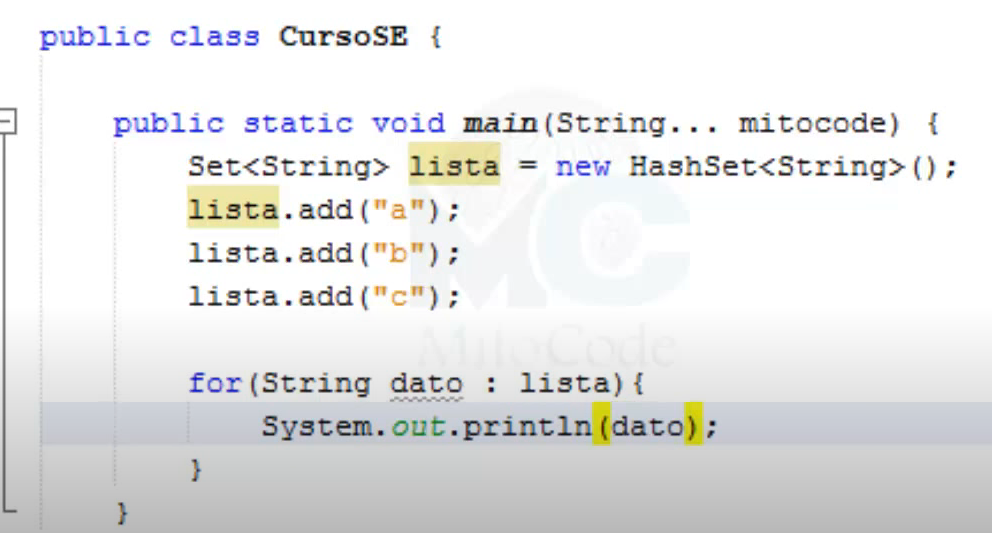 public class CursoSE {
public static void main(String... mitocode) {
Set<String> lista = new HashSet<String>();
lista.add("a");
lista.add("b");
lista.add("c");
MC
MitoCode
for(String dato : lista){
System.out.println(dato);
}
}